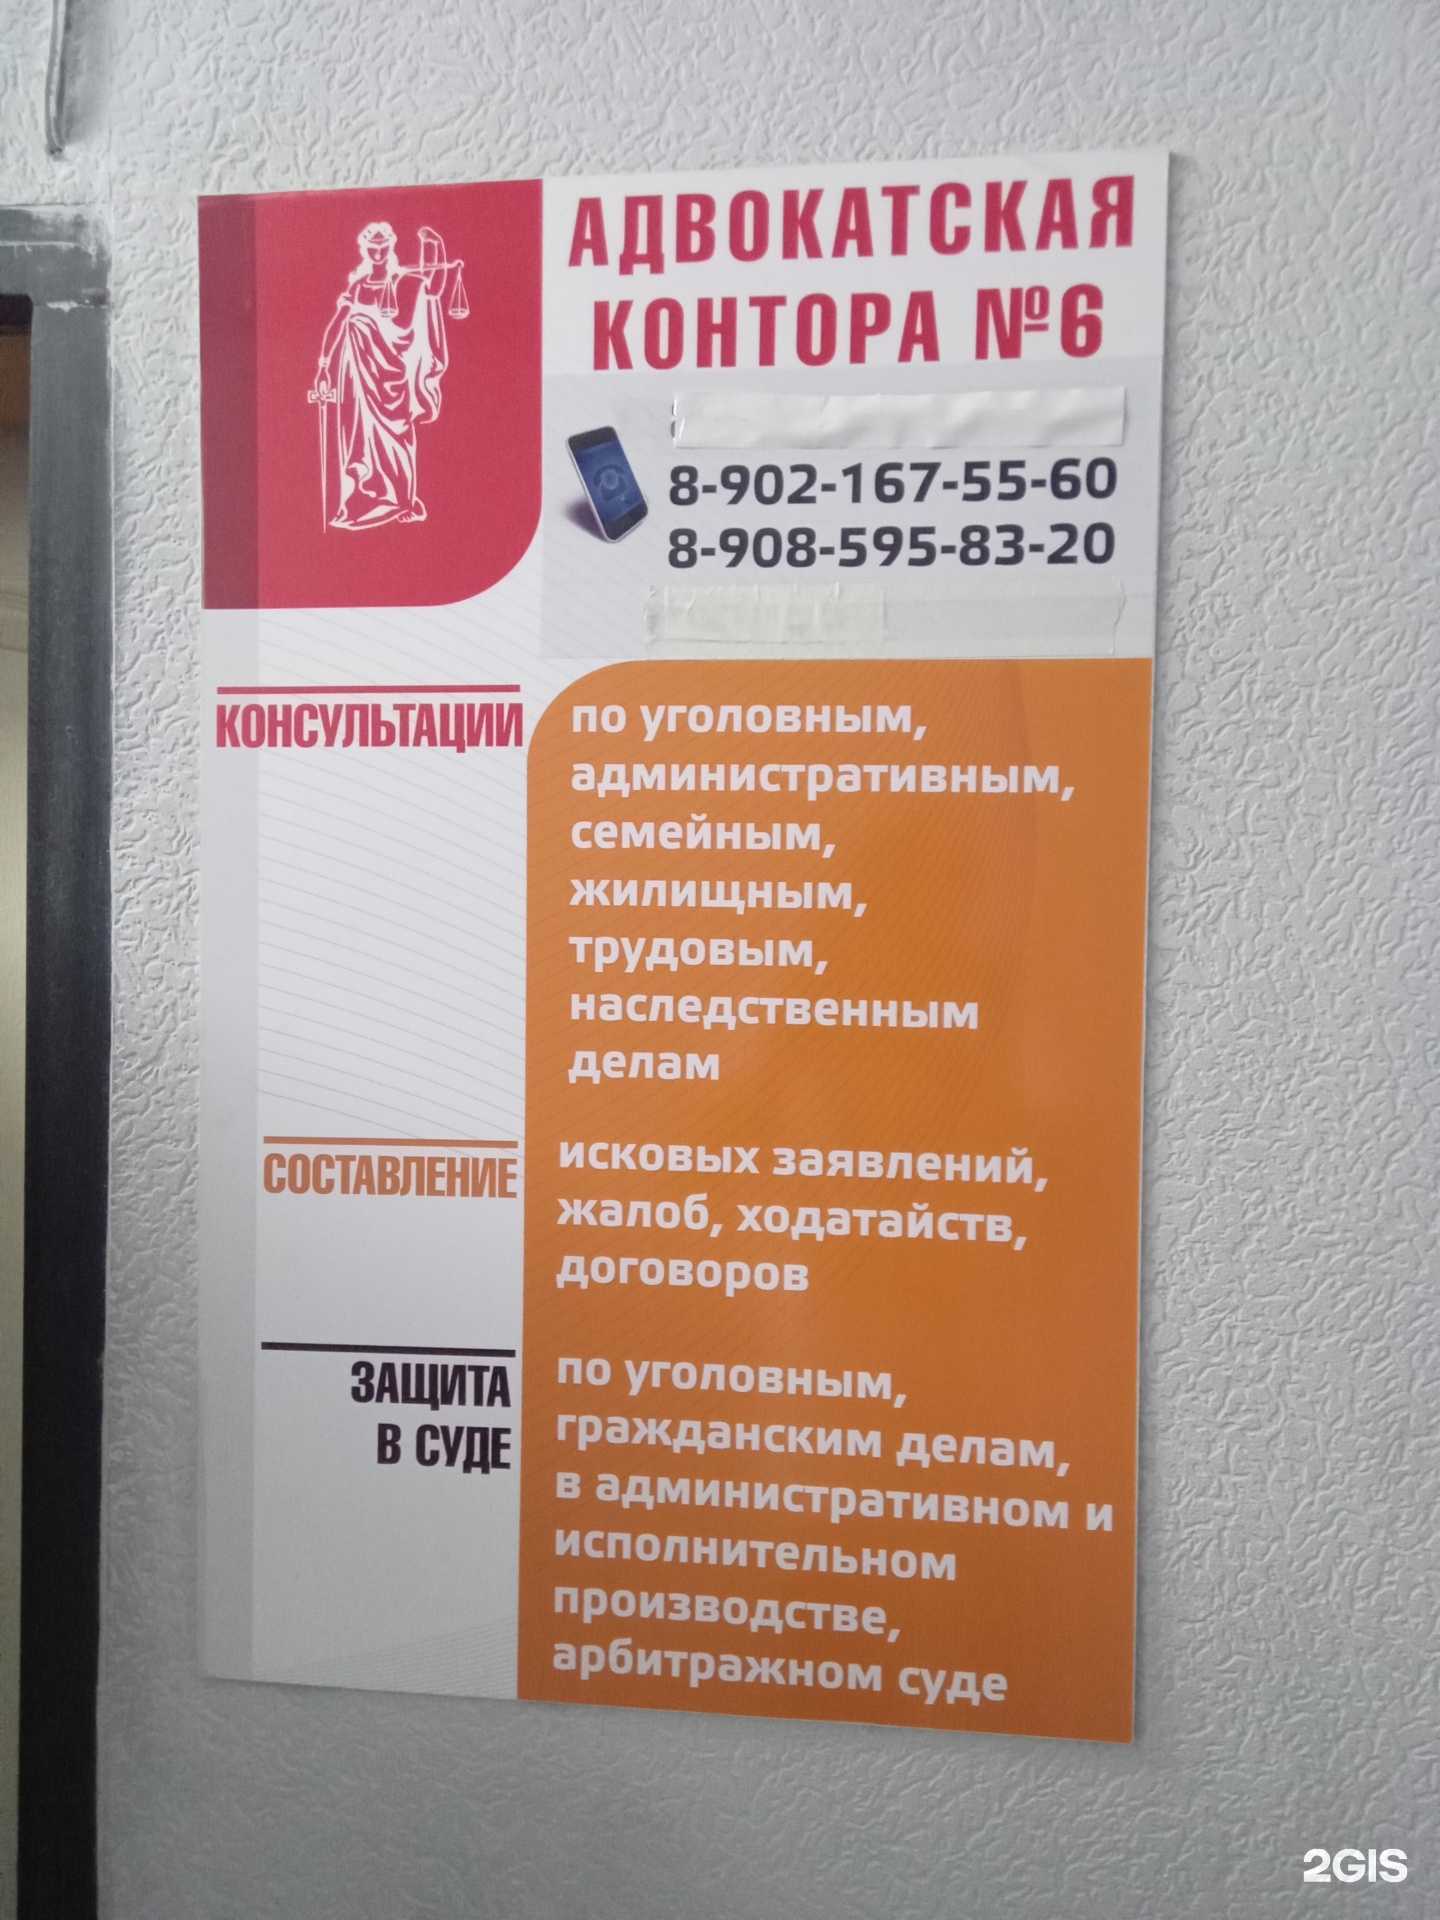 АДВОКАТСКАЯ
КОНТОРА №6
8-902-167-55-60
8-908-595-83-20
КОНСУЛЬТАЦИИ
по уголовным,
административным,
семейным,
жилищным,
трудовым,
наследственным
делам
СОСТАВЛЕНИЕ
исковых заявлений,
жалоб, ходатайств,
договоров
ЗАЩИТА
В СУДЕ
по уголовным,
гражданским делам,
в административном и
исполнительном
производстве,
арбитражном суде
2GIS